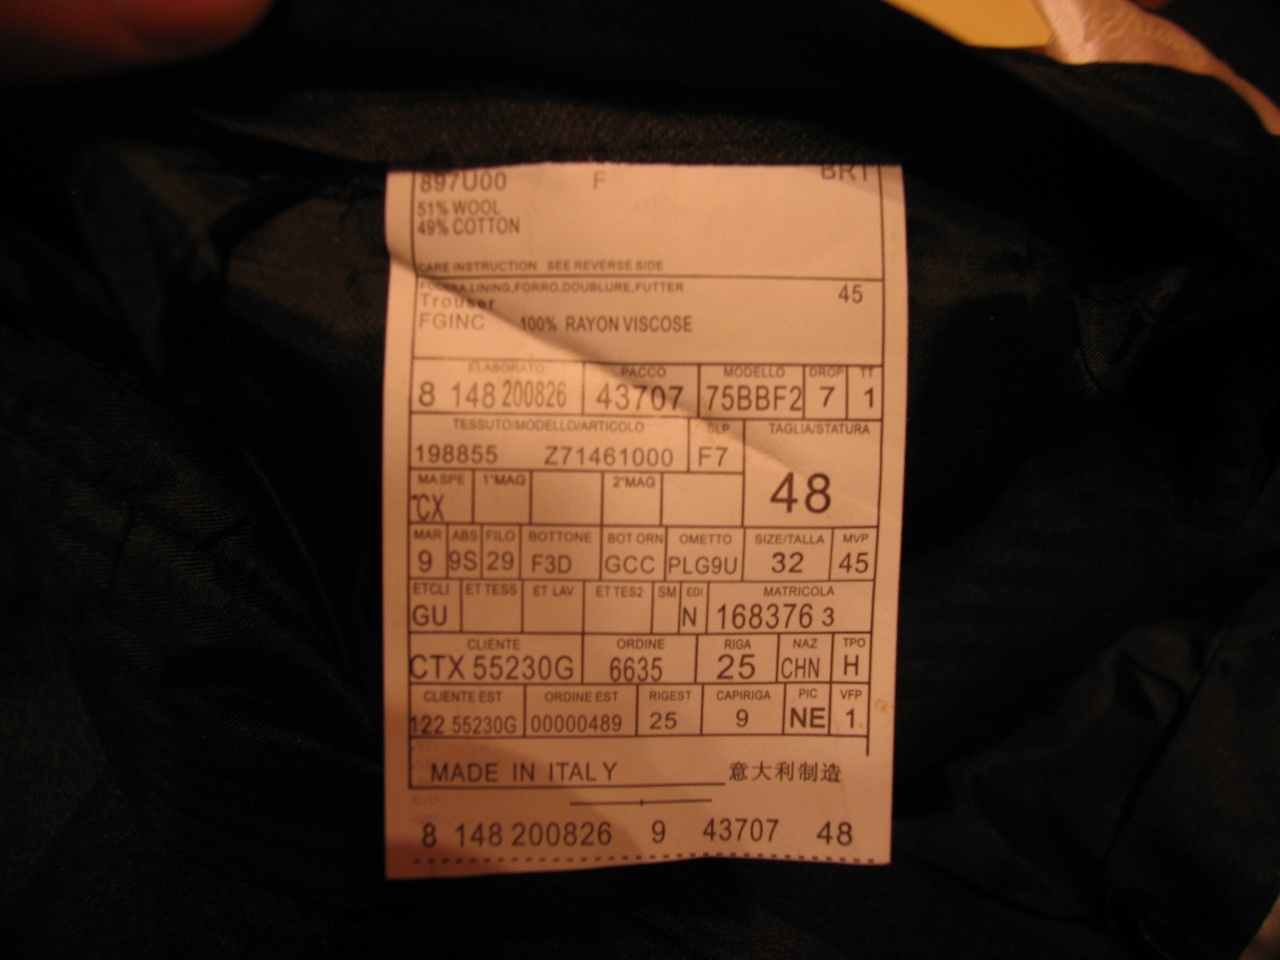 897U00 F BRT
51% WOOL
49% COTTON
CARE INSTRUCTION SEE REVERSE SIDE
FODERA.LINING,FORRO,DOUBLURE,FUTTER
Trouser 45
FGINC 100% RAYON VISCOSE
ELABORATO PACCO MODELLO DROP TT
8 148 200826 43707 75BBF2 7 1
TESSUTO/MODELLO/ARTICOLO SLP TAGLIA/STATURA
198855 Z71461000 F7
48
MA SPE 1°MAG 2°MAG
CX
MAR ABS FILO BOTTONE BOT ORN OMETTO SIZE/TALLA MVP
9 9S 29 F3D GCC PLG9U 32 45
ETCLI ET TESS ET LAV ET TES2 SM EDI MATRICOLA
GU N 168376 3
CLIENTE ORDINE RIGA NAZ TPO
CTX 55230G 6635 25 CHN H
CLIENTE EST ORDINE EST RIGEST CAPIRIGA PIC VFP
122 55230G 00000489 25 9 NE 1
MADE IN ITALY 意大利制造
8 148 200826 9 43707 48